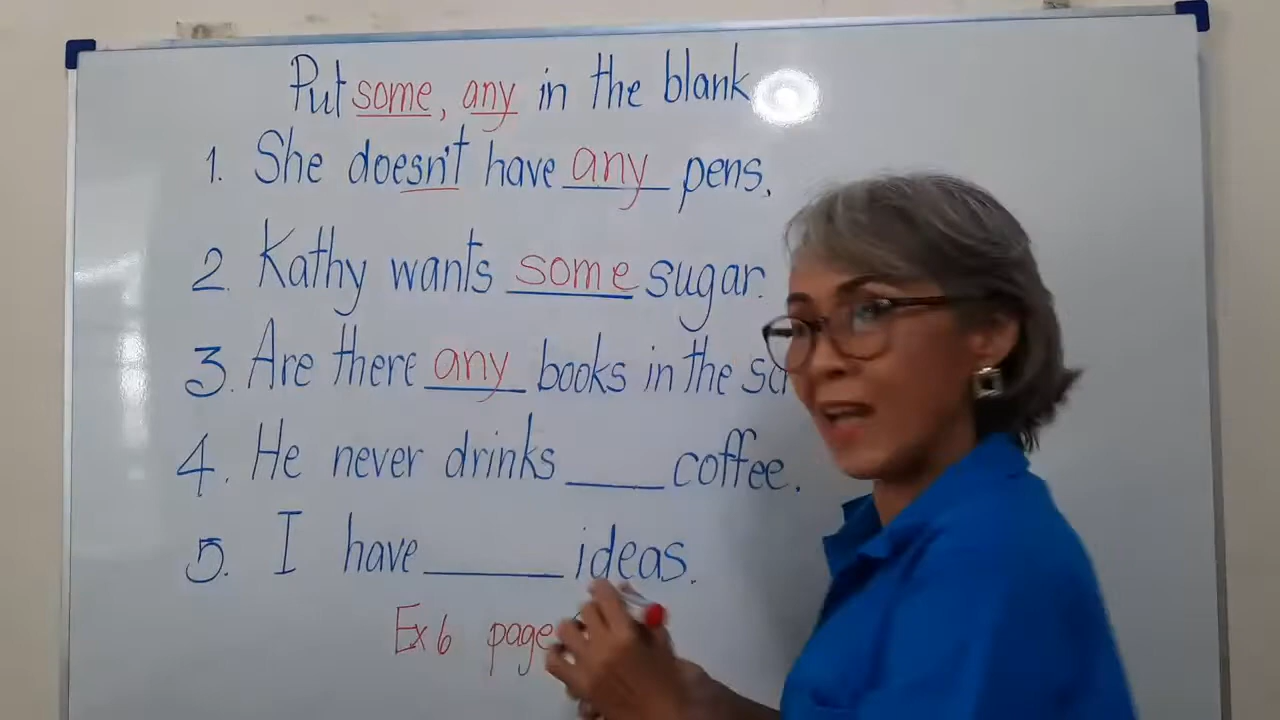 Put some, any in the blank
1. She doesn't have any pens.
2. Kathy wants some sugar.
3. Are there any books in the
4. He never drinks ____ coffee.
5. I have ______ ideas.
Ex 6 page